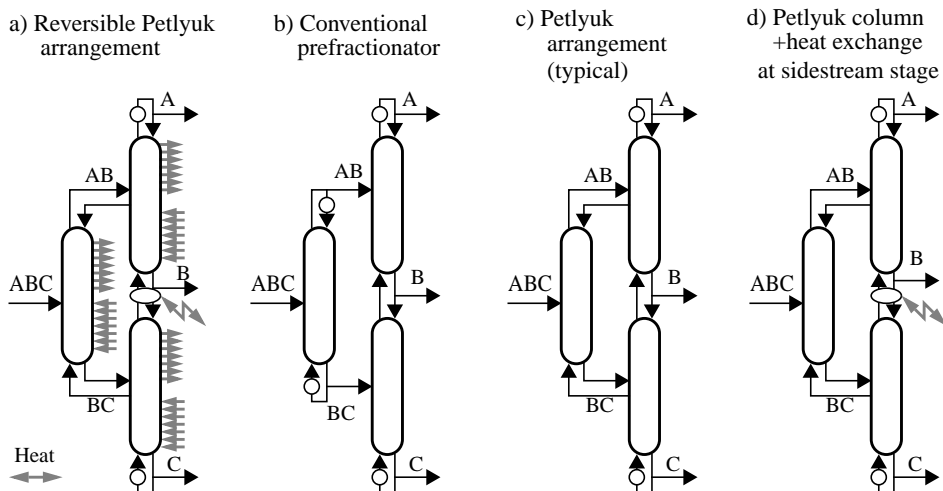 a) Reversible Petlyuk
arrangement
A
AB
ABC
B
BC
C
Heat
b) Conventional
prefractionator
A
AB
ABC
B
BC
C
c) Petlyuk
arrangement
(typical)
A
AB
ABC
B
BC
C
d) Petlyuk column
+heat exchange
at sidestream stage
A
AB
ABC
B
BC
C